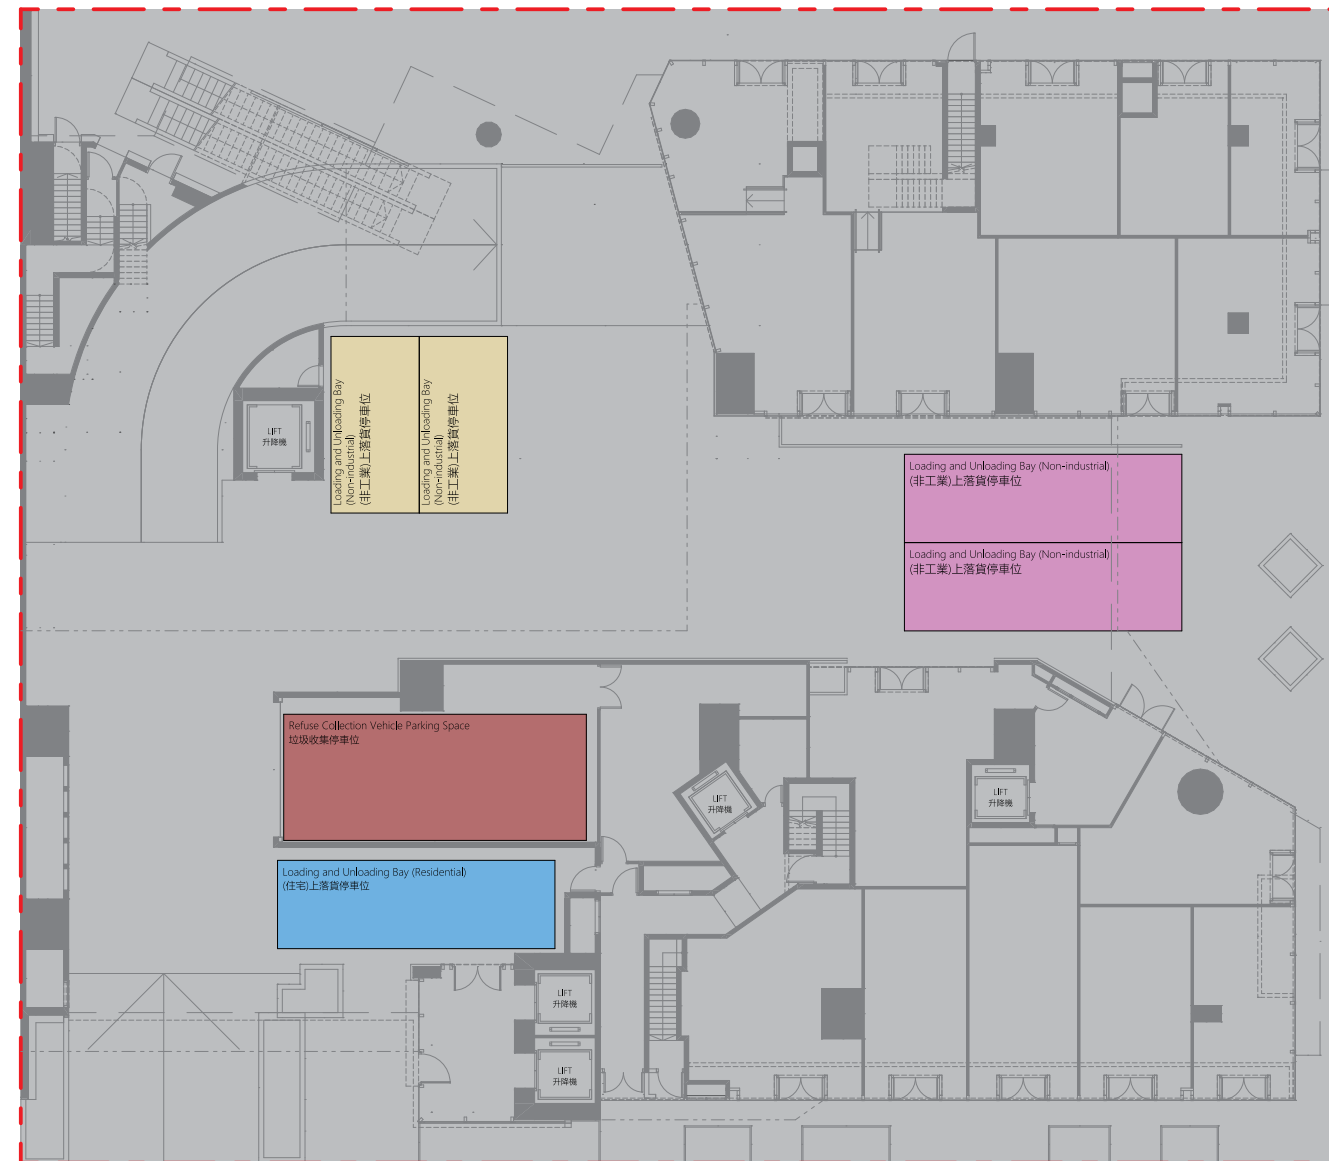 LIFT
升降機
Loading and Unloading Bay
(Non-industrial)
(非工業)上落貨停車位
Loading and Unloading Bay
(Non-industrial)
(非工業)上落貨停車位
Loading and Unloading Bay (Non-industrial)
(非工業)上落貨停車位
Loading and Unloading Bay (Non-industrial)
(非工業)上落貨停車位
Refuse Collection Vehicle Parking Space
垃圾收集停車位
LIFT
升降機
LIFT
升降機
Loading and Unloading Bay (Residential)
(住宅)上落貨停車位
LIFT
升降機
LIFT
升降機